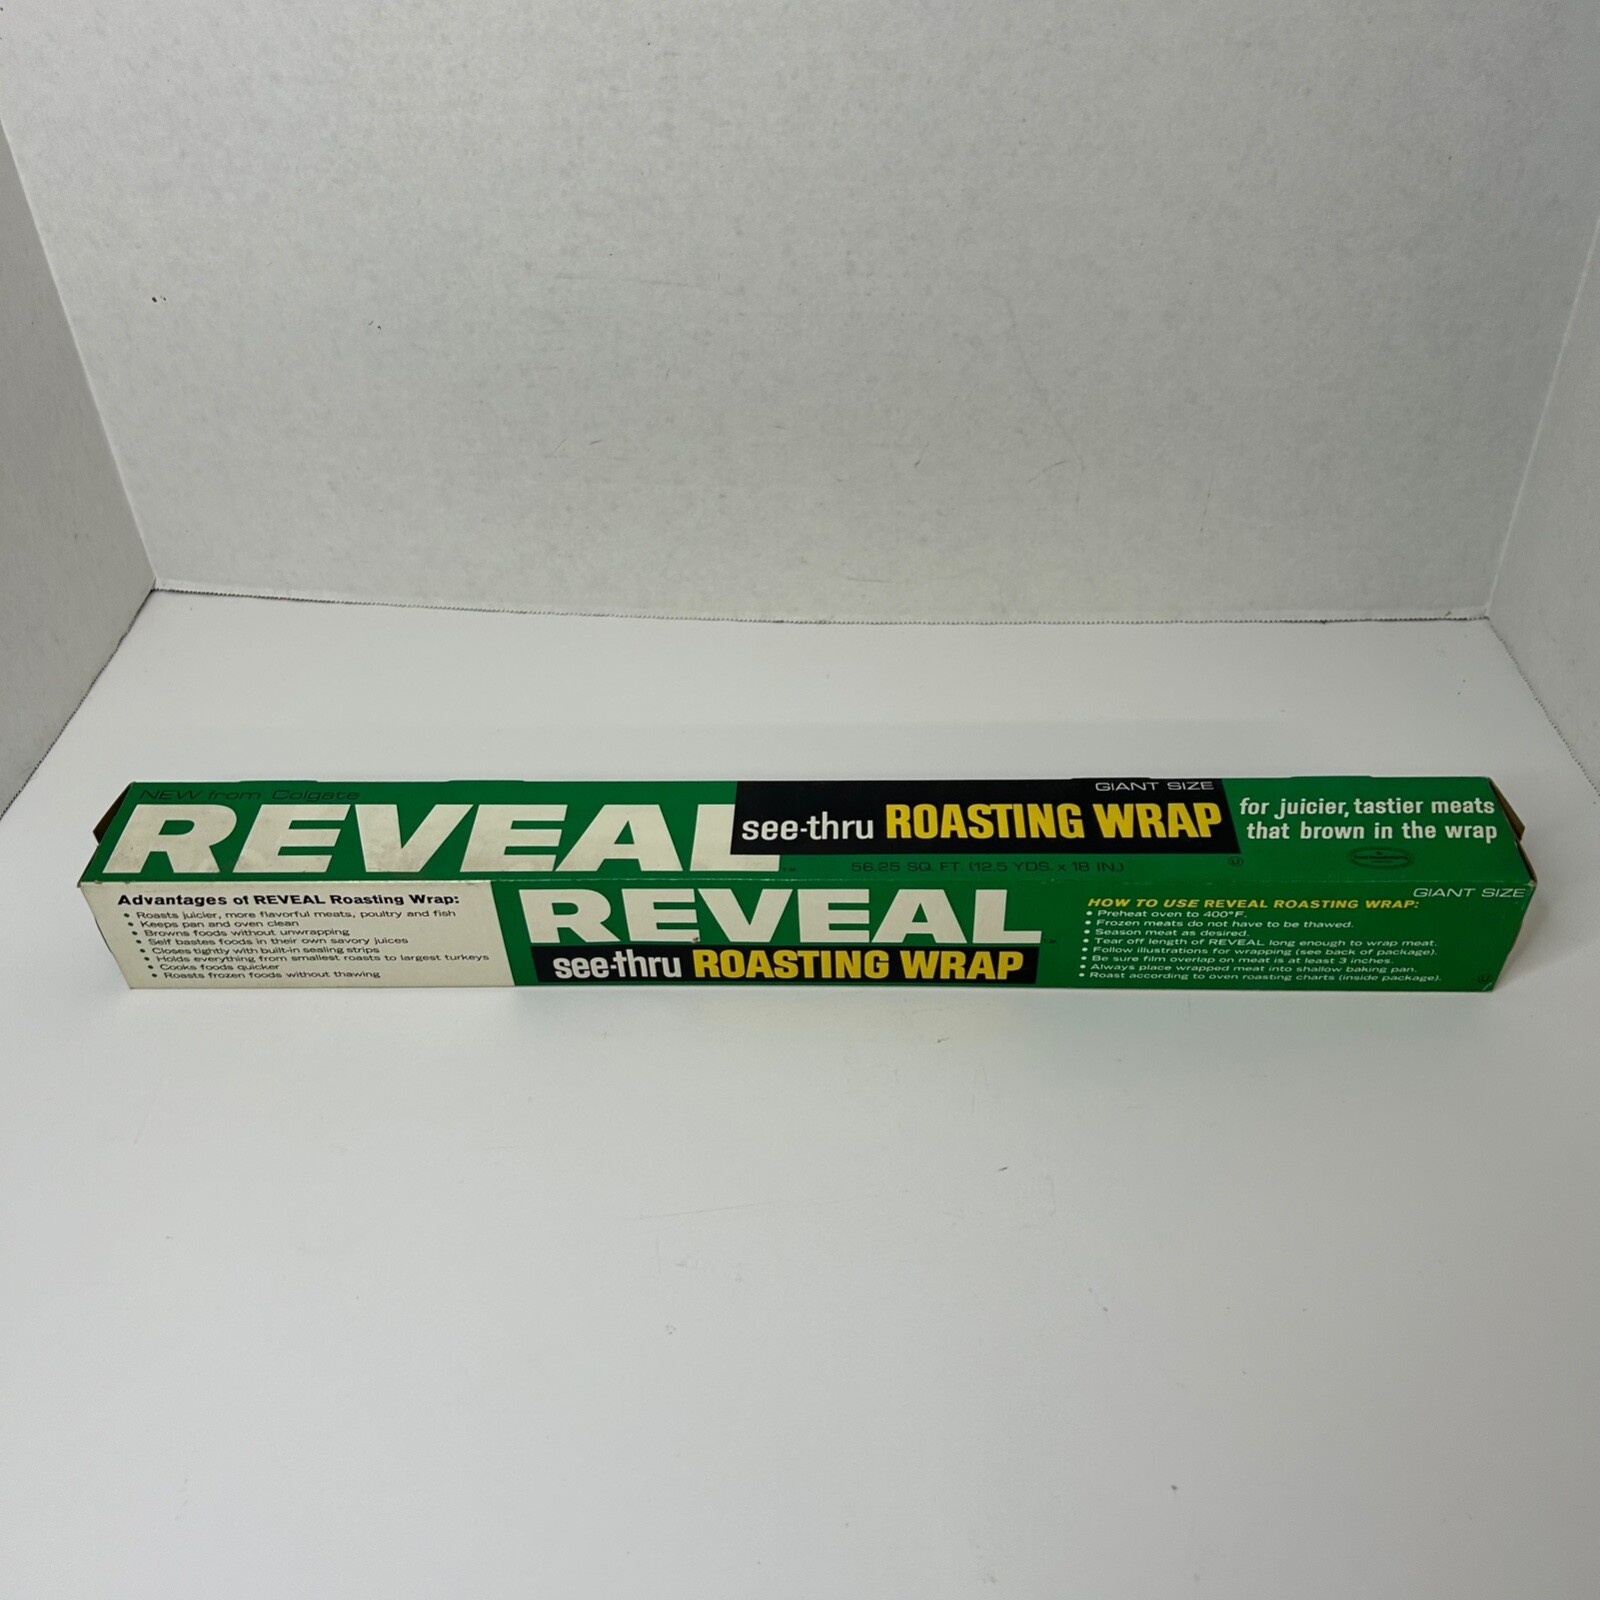 NEW from Colgate
REVEAL™
see-thru ROASTING WRAP
GIANT SIZE
56.25 SQ. FT. (12.5 YDS. x 18 IN.)
for juicier, tastier meats
that brown in the wrap
Advantages of REVEAL Roasting Wrap:
• Roasts juicier, more flavorful meats, poultry and fish
• Keeps pan and oven clean
• Browns foods without unwrapping
• Self bastes foods in their own savory juices
• Closes tightly with built-in sealing strips
• Holds everything from smallest roasts to largest turkeys
• Cooks foods quicker
• Roasts frozen foods without thawing
REVEAL™
see-thru ROASTING WRAP
GIANT SIZE
HOW TO USE REVEAL ROASTING WRAP:
• Preheat oven to 400°F.
• Frozen meats do not have to be thawed.
• Season meat as desired.
• Tear off length of REVEAL long enough to wrap meat.
• Follow illustrations for wrapping (see back of package).
• Be sure film overlap on meat is at least 3 inches.
• Always place wrapped meat into shallow baking pan.
• Roast according to oven roasting charts (inside package).